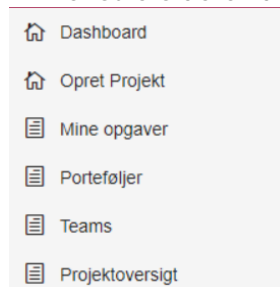 Dashboard
Opret Projekt
Mine opgaver
Porteføljer
Teams
Projektoversigt